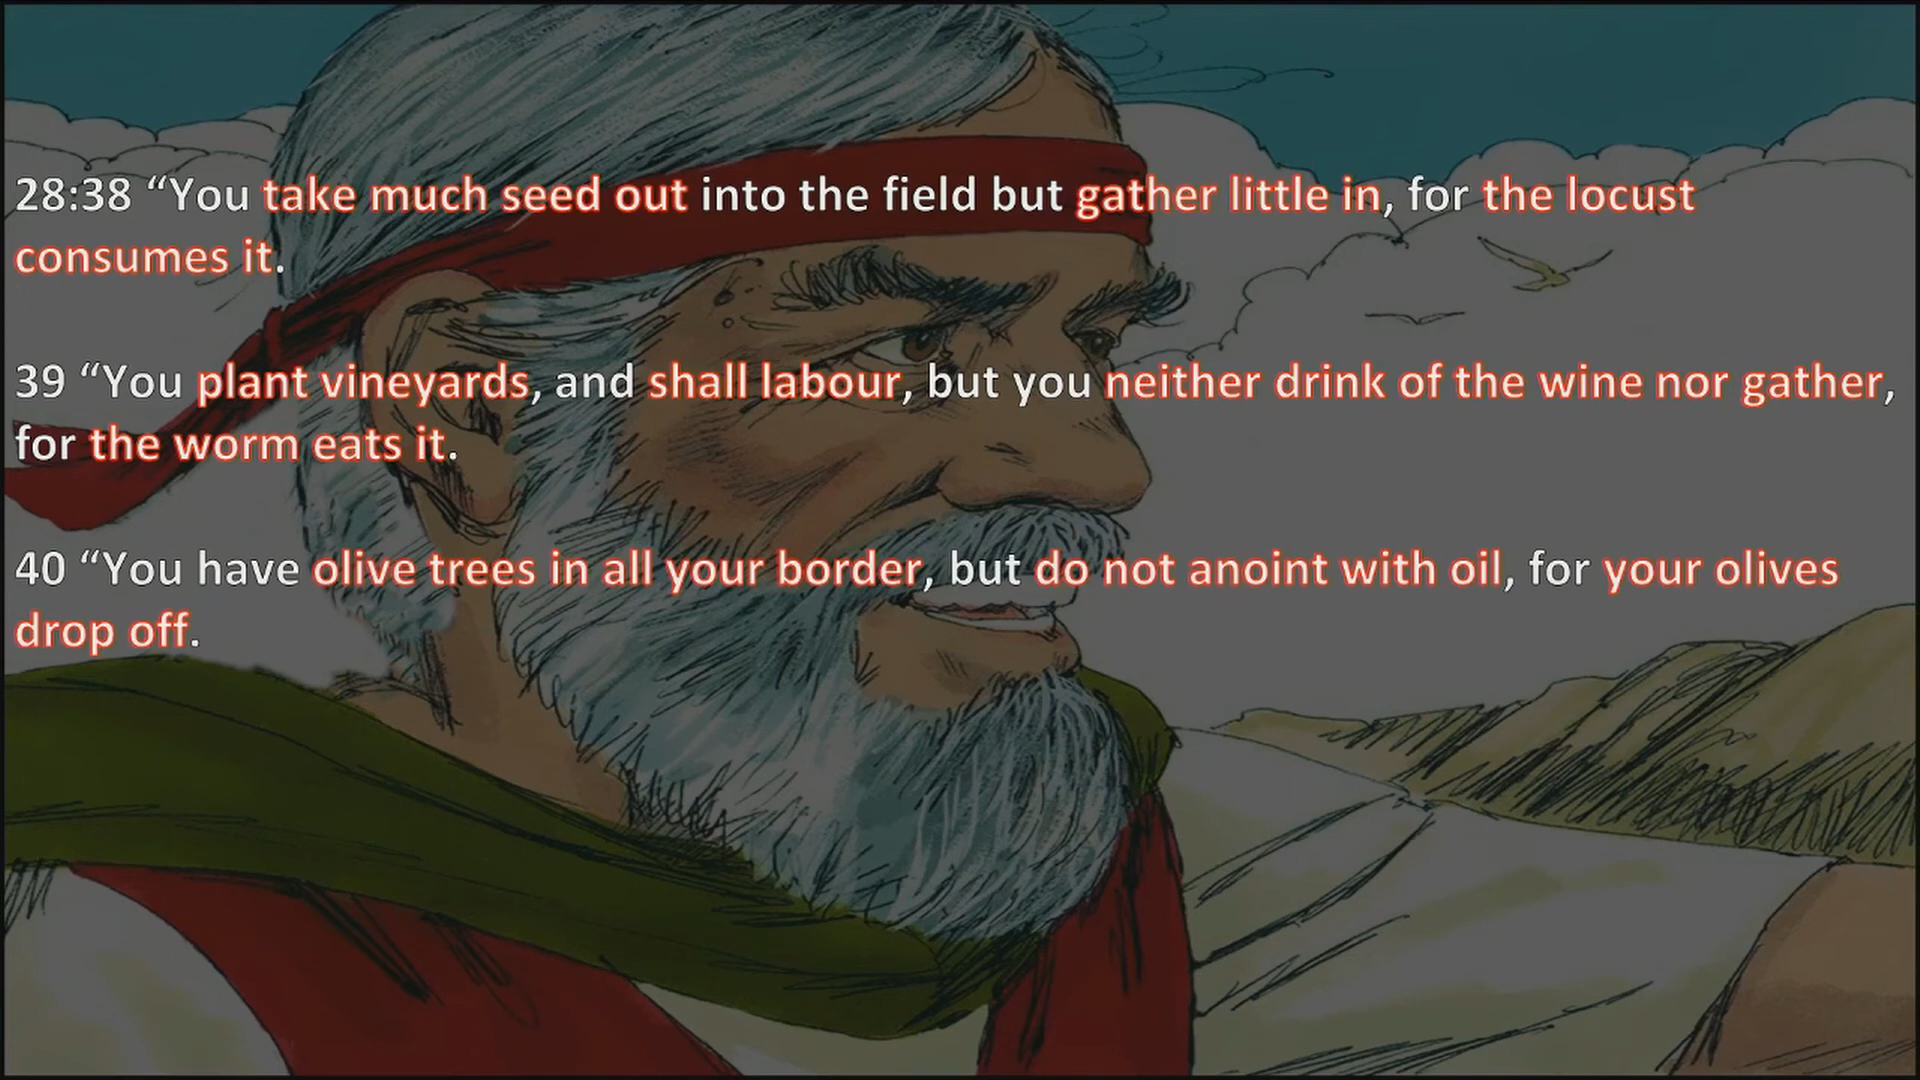 28:38 “You take much seed out into the field but gather little in, for the locust
consumes it.
39 “You plant vineyards, and shall labour, but you neither drink of the wine nor gather,
for the worm eats it.
40 “You have olive trees in all your border, but do not anoint with oil, for your olives
drop off.